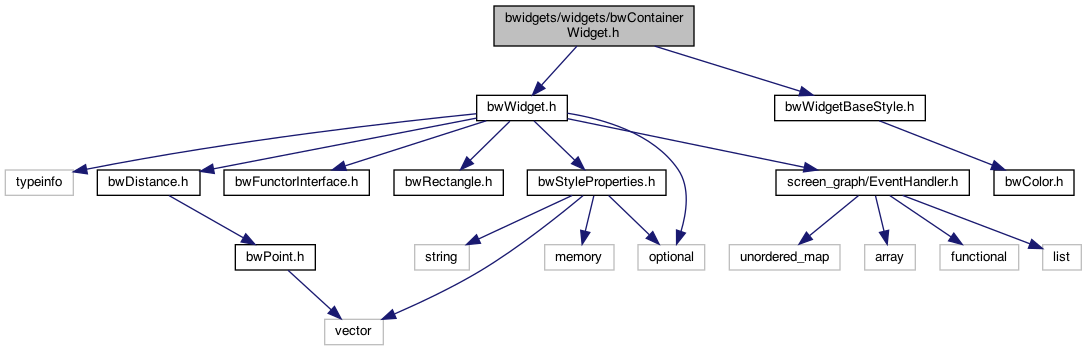 bwidgets/widgets/bwContainer
Widget.h
bwWidget.h
bwWidgetBaseStyle.h
typeinfo
bwDistance.h
bwFunctorInterface.h
bwRectangle.h
bwStyleProperties.h
screen_graph/EventHandler.h
bwColor.h
bwPoint.h
string
memory
optional
unordered_map
array
functional
list
vector